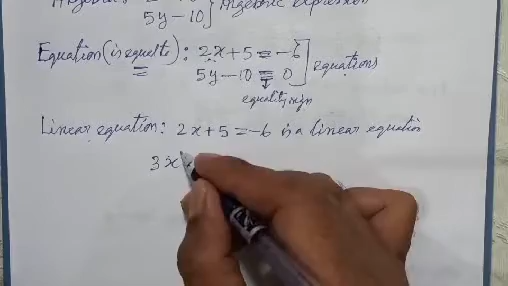 5y-10} Algebraic expression
Equation (is equal to): 2x+5=-6
5y-10=0] equations
equality sign
Linear equation: 2x+5=-6 is a linear equation
3x